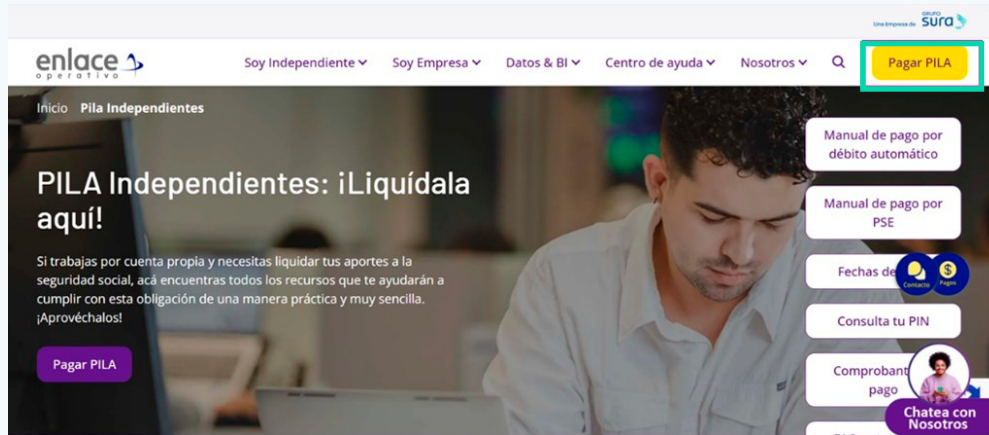 GRUPO
Una Empresa de sura
enlace
operativo
Soy Independiente
Soy Empresa
Datos & BI
Centro de ayuda
Nosotros
Pagar PILA
Inicio Pila Independientes
PILA Independientes: ¡Liquídala
aquí!
Si trabajas por cuenta propia y necesitas liquidar tus aportes a la
seguridad social, acá encuentras todos los recursos que te ayudarán a
cumplir con esta obligación de una manera práctica y muy sencilla.
¡Aprovéchalos!
Pagar PILA
Manual de pago por
débito automático
Manual de pago por
PSE
Fechas de
Contacto
$
Pagos
Consulta tu PIN
Comprobant
pago
Chatea con
Nosotros